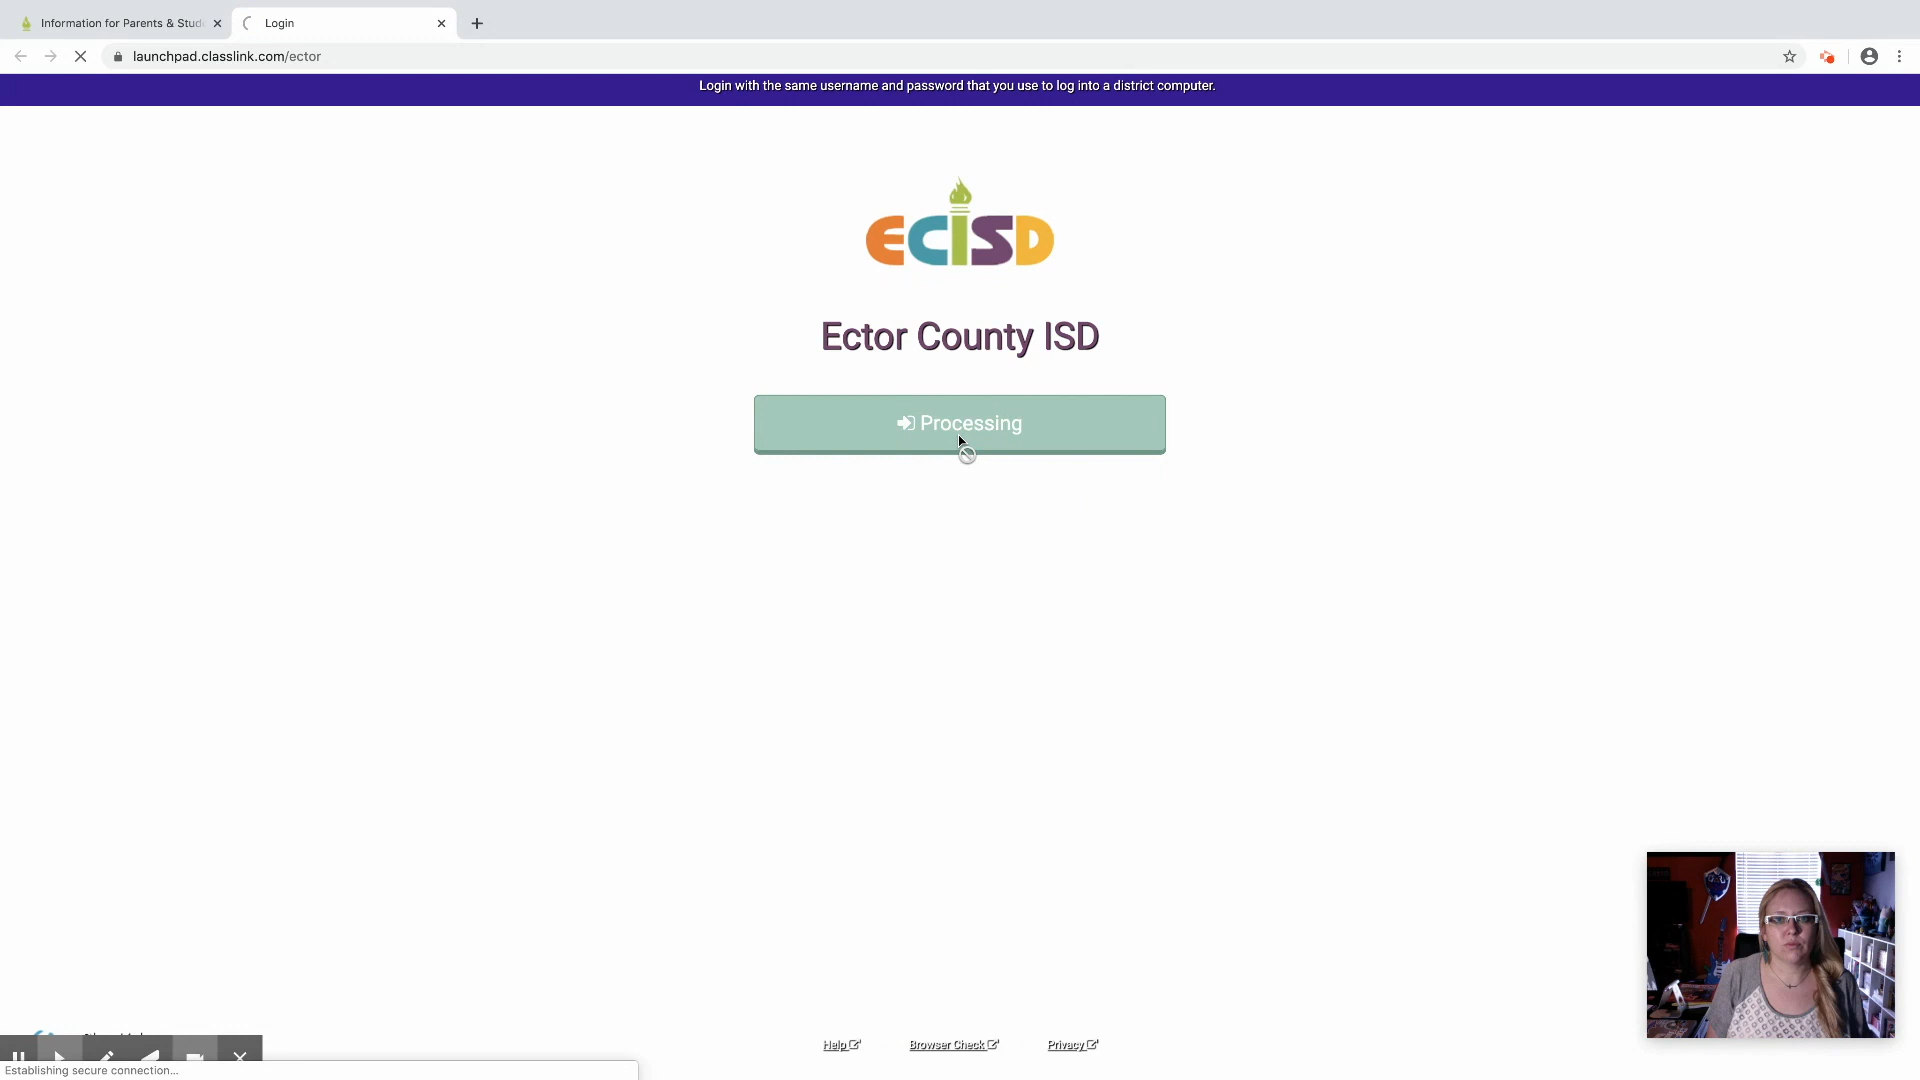 Information for Parents & Stud
Login
launchpad.classlink.com/ector
Login with the same username and password that you use to log into a district computer.
ECISD
Ector County ISD
Processing
Help
Browser Check
Privacy
Establishing secure connection...